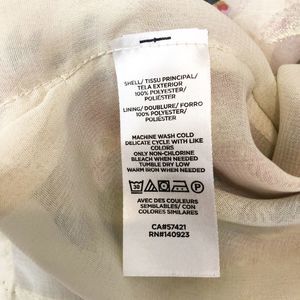 SHELL/ TISSU PRINCIPAL/
TELA EXTERIOR
100% POLYESTER/
POLIESTER
LINING/ DOUBLURE/ FORRO
100% POLYESTER/
POLIESTER
MACHINE WASH COLD
DELICATE CYCLE WITH LIKE
COLORS
ONLY NON-CHLORINE
BLEACH WHEN NEEDED
TUMBLE DRY LOW
WARM IRON WHEN NEEDED
30
AVEC DES COULEURS
SEMBLABLES/ CON
COLORES SIMILARES
CA#57421
RN#140923